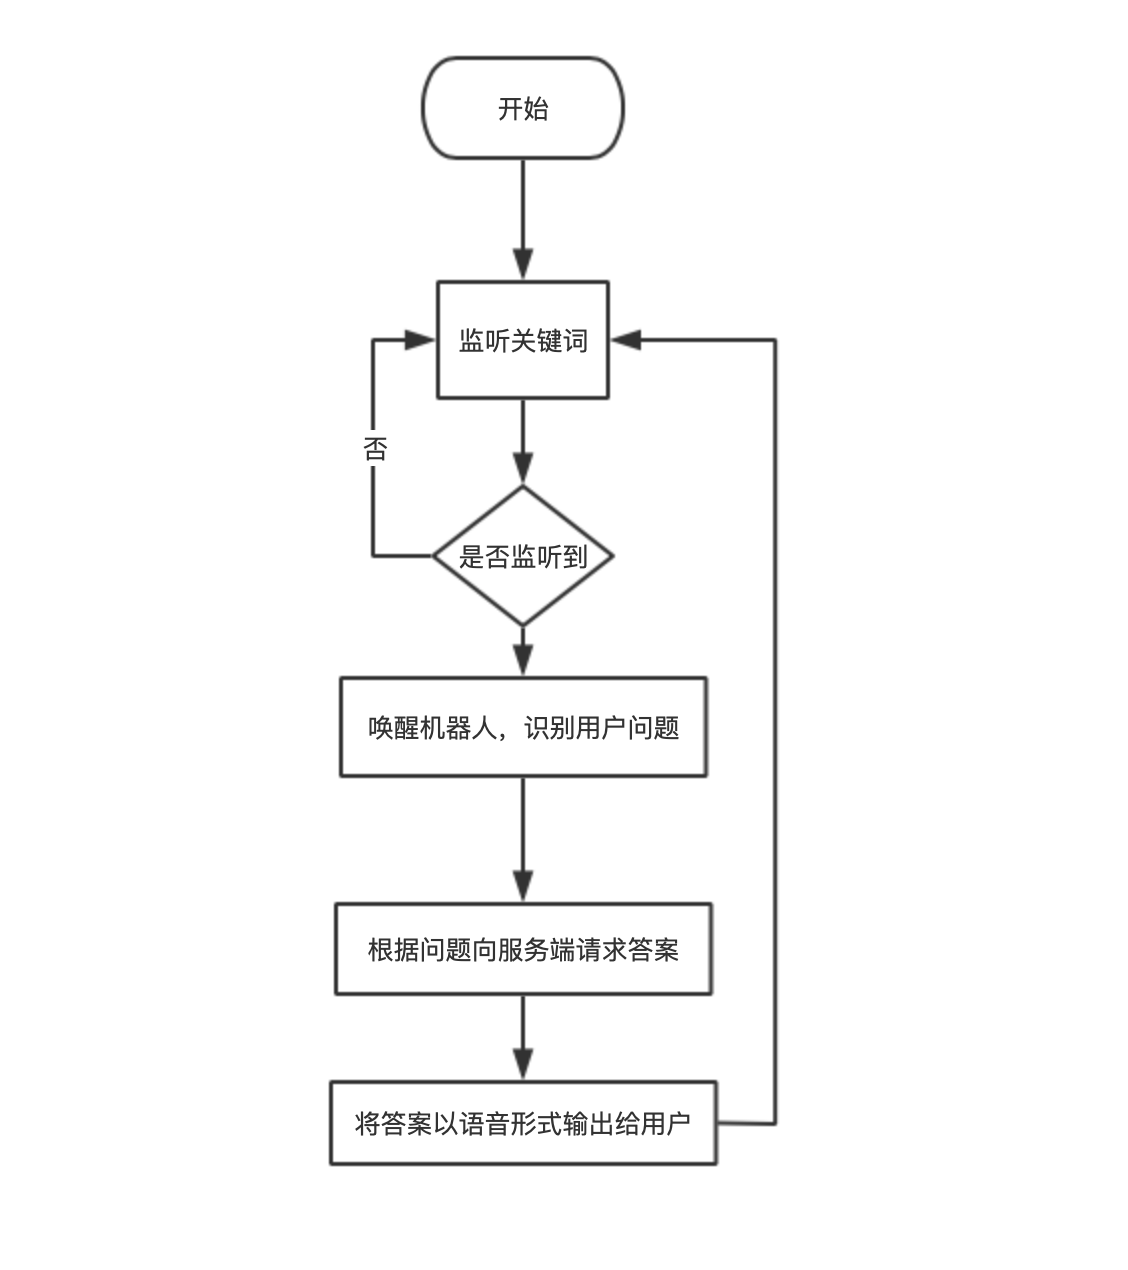 开始
监听关键词
否
是否监听到
唤醒机器人，识别用户问题
根据问题向服务端请求答案
将答案以语音形式输出给用户